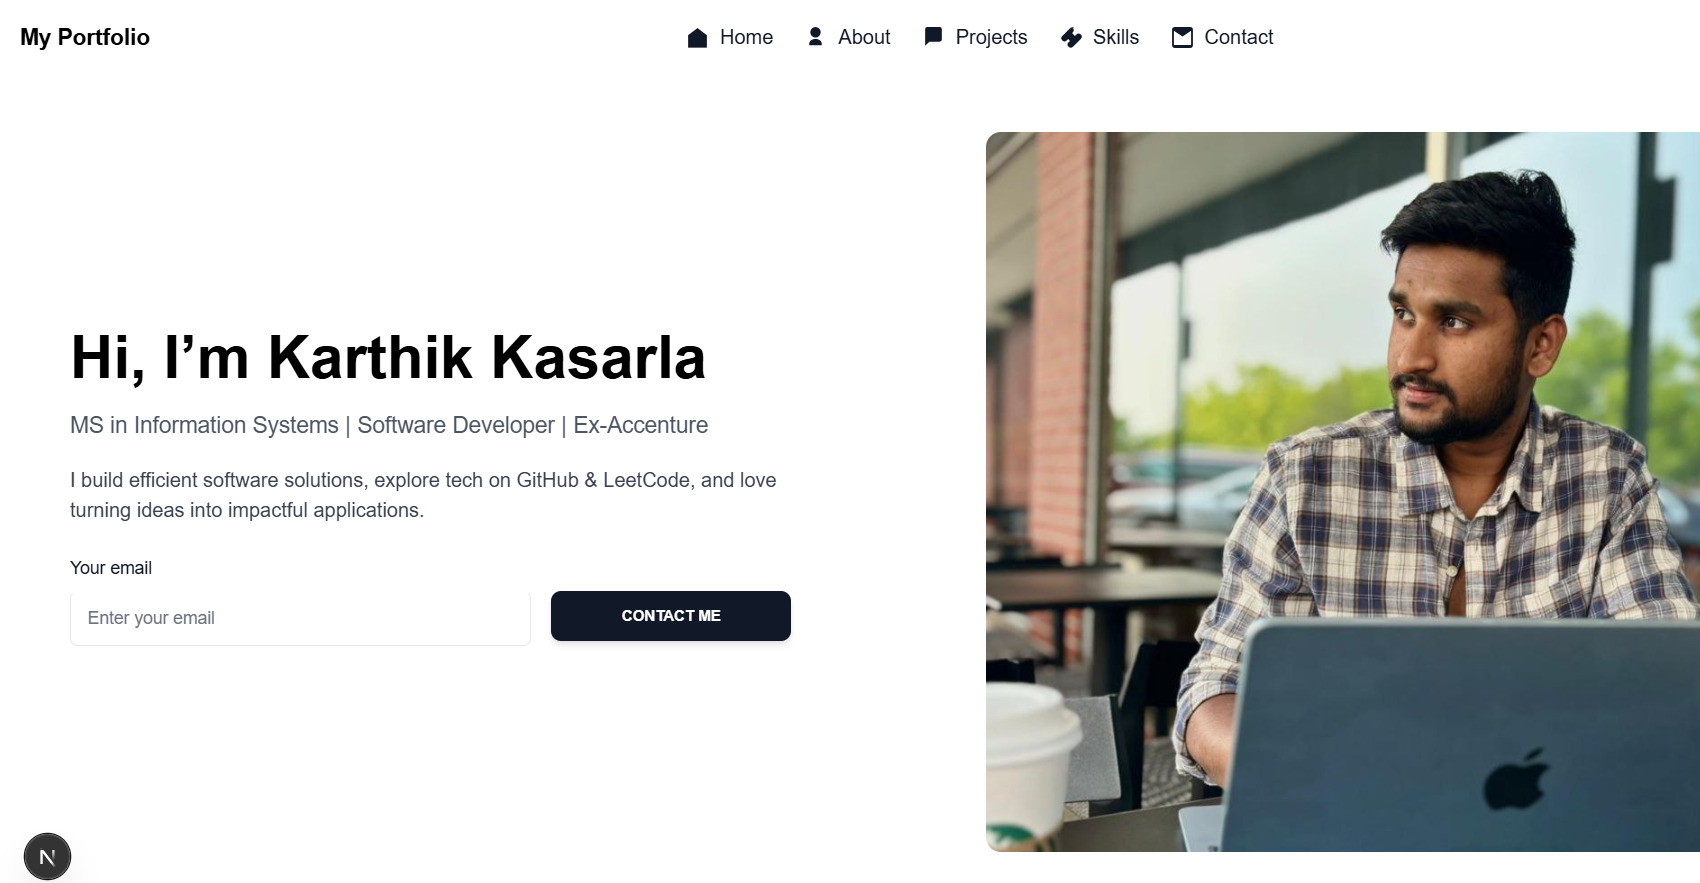 My Portfolio
Home
About
Projects
Skills
Contact
Hi, I’m Karthik Kasarla
MS in Information Systems | Software Developer | Ex-Accenture
I build efficient software solutions, explore tech on GitHub & LeetCode, and love
turning ideas into impactful applications.
Your email
Enter your email
CONTACT ME
N